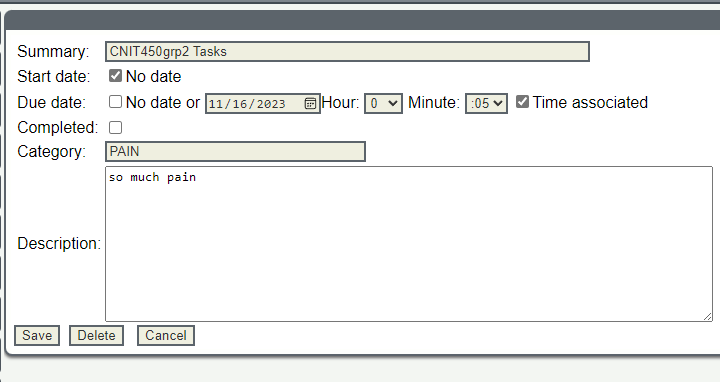 Summary: CNIT450grp2 Tasks
Start date: No date
Due date: No date or 11/16/2023 Hour: 0 Minute: :05 Time associated
Completed:
Category: PAIN
so much pain
Description:
Save Delete Cancel